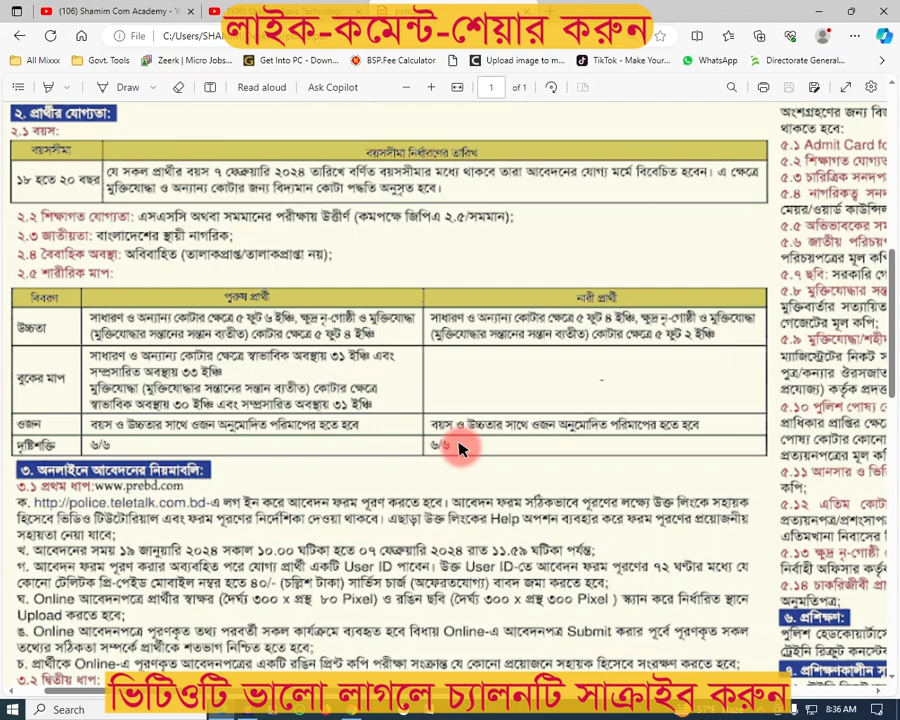 (106) Shamim Com Academy - Yo
(106) Basic Technology
লাইক-কমেন্ট-শেয়ার করুন
File
C:/Users/SHA
All Mixxx
Govt. Tools
Zeerk | Micro Jobs...
Get Into PC - Down...
BSP.Fee Calculator
Upload image to m...
TikTok - Make Your...
WhatsApp
Directorate General...
Draw
Read aloud
Ask Copilot
1
of 1
২. প্রার্থীর যোগ্যতা:
২.১ বয়স:
বয়সসীমা
বয়সসীমা নির্ধারণের তারিখ
১৮ হতে ২০ বছর
যে সকল প্রার্থীর বয়স ৭ ফেব্রুয়ারি ২০২৪ তারিখে বর্ণিত বয়সসীমার মধ্যে থাকবে তারা আবেদনের যোগ্য মর্মে বিবেচিত হবেন। এ ক্ষেত্রে
মুক্তিযোদ্ধা ও অন্যান্য কোটার জন্য বিদ্যমান কোটা পদ্ধতি অনুসৃত হবে।
২.২ শিক্ষাগত যোগ্যতা: এসএসসি অথবা সমমানের পরীক্ষায় উত্তীর্ণ (কমপক্ষে জিপিএ ২.৫/সমমান);
২.৩ জাতীয়তা: বাংলাদেশের স্থায়ী নাগরিক;
২.৪ বৈবাহিক অবস্থা: অবিবাহিত (তালাকপ্রাপ্ত/তালাকপ্রাপ্তা নয়);
২.৫ শারীরিক মাপ:
বিবরণ
পুরুষ প্রার্থী
নারী প্রার্থী
উচ্চতা
সাধারণ ও অন্যান্য কোটার ক্ষেত্রে ৫ ফুট ৬ ইঞ্চি, ক্ষুদ্র নৃ-গোষ্ঠী ও মুক্তিযোদ্ধা
(মুক্তিযোদ্ধার সন্তানের সন্তান ব্যতীত) কোটার ক্ষেত্রে ৫ ফুট ৪ ইঞ্চি
সাধারণ ও অন্যান্য কোটার ক্ষেত্রে ৫ ফুট ৪ ইঞ্চি, ক্ষুদ্র নৃ-গোষ্ঠী ও মুক্তিযোদ্ধা
(মুক্তিযোদ্ধার সন্তানের সন্তান ব্যতীত) কোটার ক্ষেত্রে ৫ ফুট ২ ইঞ্চি
বুকের মাপ
সাধারণ ও অন্যান্য কোটার ক্ষেত্রে স্বাভাবিক অবস্থায় ৩১ ইঞ্চি এবং
সম্প্রসারিত অবস্থায় ৩৩ ইঞ্চি
মুক্তিযোদ্ধা (মুক্তিযোদ্ধার সন্তানের সন্তান ব্যতীত) কোটার ক্ষেত্রে
স্বাভাবিক অবস্থায় ৩০ ইঞ্চি এবং সম্প্রসারিত অবস্থায় ৩১ ইঞ্চি
-
ওজন
বয়স ও উচ্চতার সাথে ওজন অনুমোদিত পরিমাপের হতে হবে
বয়স ও উচ্চতার সাথে ওজন অনুমোদিত পরিমাপের হতে হবে
দৃষ্টিশক্তি
৬/৬
৬/৬
৩. অনলাইনে আবেদনের নিয়মাবলি:
৩.১ প্রথম ধাপ: www.prebd.com
ক. http://police.teletalk.com.bd-এ লগ ইন করে আবেদন ফরম পূরণ করতে হবে। আবেদন ফরম সঠিকভাবে পূরণের লক্ষ্যে উক্ত লিংকে সহায়ক
হিসেবে ভিডিও টিউটোরিয়াল এবং ফরম পূরণের নির্দেশিকা দেওয়া থাকবে। এছাড়া উক্ত লিংকের Help অপশন ব্যবহার করে ফরম পূরণের প্রয়োজনীয়
সহায়তা নেয়া যাবে;
খ. আবেদনের সময় ১৯ জানুয়ারি ২০২৪ সকাল ১০.০০ ঘটিকা হতে ০৭ ফেব্রুয়ারি ২০২৪ রাত ১১.৫৯ ঘটিকা পর্যন্ত;
গ. আবেদন ফরম পূরণ করার অব্যবহিত পরে যোগ্য প্রার্থী একটি User ID পাবেন। উক্ত User ID-তে আবেদন ফরম পূরণের ৭২ ঘণ্টার মধ্যে যে
কোনো টেলিটক প্রি-পেইড মোবাইল নম্বর হতে ৪০/- (চল্লিশ টাকা) সার্ভিস চার্জ (অফেরতযোগ্য) বাবদ জমা করতে হবে;
ঘ. Online আবেদনপত্রে প্রার্থীর স্বাক্ষর (দৈর্ঘ্য ৩০০ x প্রস্থ ৮০ Pixel) ও রঙিন ছবি (দৈর্ঘ্য ৩০০ x প্রস্থ ৩০০ Pixel ) স্ক্যান করে নির্ধারিত স্থানে
Upload করতে হবে;
ঙ. Online আবেদনপত্রে পূরণকৃত তথ্য পরবর্তী সকল কার্যক্রমে ব্যবহৃত হবে বিধায় Online-এ আবেদনপত্র Submit করার পূর্বে পূরণকৃত সকল
তথ্যের সঠিকতা সম্পর্কে প্রার্থীকে শতভাগ নিশ্চিত হতে হবে;
চ. প্রার্থীকে Online-এ পূরণকৃত আবেদনপত্রের একটি রঙিন প্রিন্ট কপি পরীক্ষা সংক্রান্ত যে কোনো প্রয়োজনে সহায়ক হিসেবে সংরক্ষণ করতে হবে;
৩.২ দ্বিতীয় ধাপ:
অংশগ্রহণের জন্য
থাকতে হবে:
৫.১ Admit Card
৫.২ শিক্ষাগত
৫.৩ চারিত্রিক
৫.৪ নাগরিকত্ব
মেয়র/ওয়ার্ড
৫.৫ অভিভাবকের
৫.৬ জাতীয়
পরিচয়পত্রের মূল
৫.৭ ছবি: সরকারি
৫.৮ মুক্তিযোদ্ধার
মুক্তিবার্তার
গেজেটের মূল কপি;
৫.৯
ম্যাজিস্ট্রেটের নিকট
পুত্র/কন্যার
প্রযোজ্য) কর্তৃক
৫.১০ পুলিশ পোষ্য
প্রাধিকার প্রাপ্তির
পোষ্য কোটার কোনো
প্রত্যয়নপত্রের মূল
৫.১১ আনসার ও
কপি;
৫.১২ এতিম
এতিমখানা নিবাসের
৫.১৩ ক্ষুদ্র
নির্বাহী অফিসার কর্তৃক
৫.১৪ চাকরিজীবী
অনুমতিপত্র;
৬. প্রশিক্ষণ:
পুলিশ
ট্রেইনি রিক্রুট
৭. প্রশিক্ষণকালীন
ভিটিওটি ভালো লাগলে চ্যালনটি সাক্রাইব করুন
Search
57°F
8:36 AM